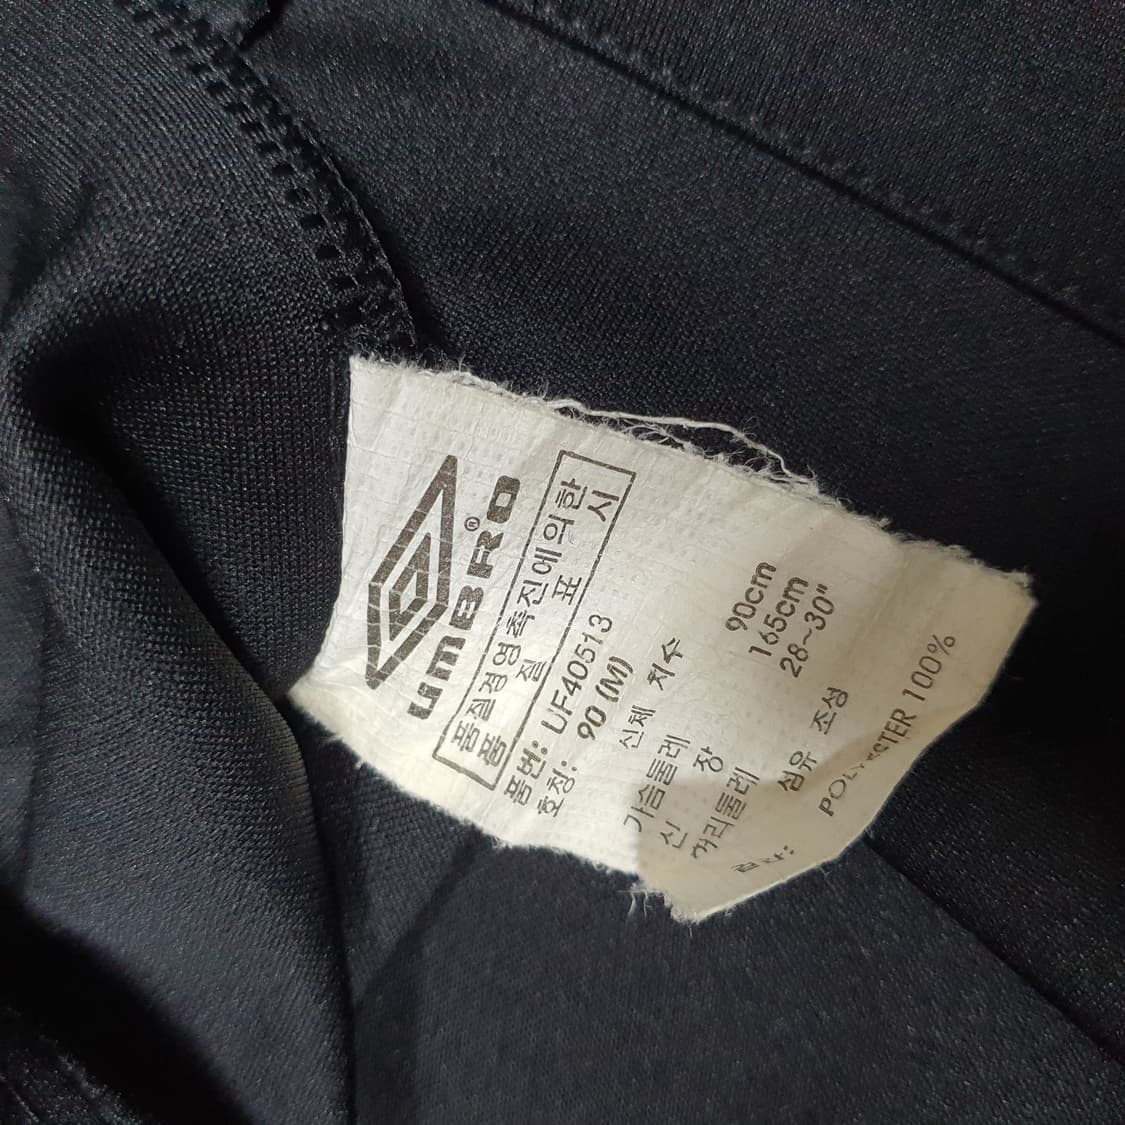 UMBRO®
품질경영촉진에의한
품 질 표 시
품번: UF40513
호칭: 90 (M)
신체 치수
가슴둘레 90cm
신 장 165cm
허리둘레 28~30"
섬유 조성
POLYESTER 100%